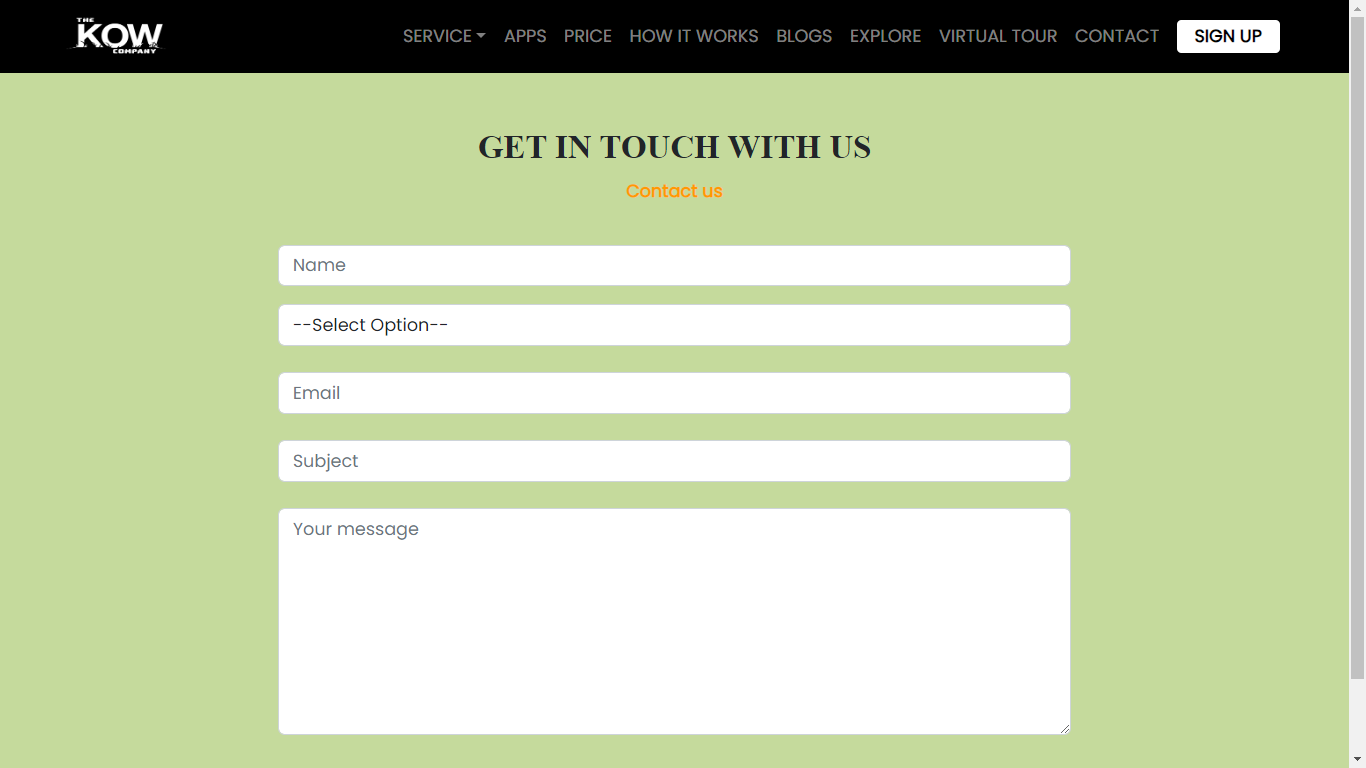 THE
KOW
COMPANY
SERVICE APPS PRICE HOW IT WORKS BLOGS EXPLORE VIRTUAL TOUR CONTACT SIGN UP
GET IN TOUCH WITH US
Contact us
Name
--Select Option--
Email
Subject
Your message